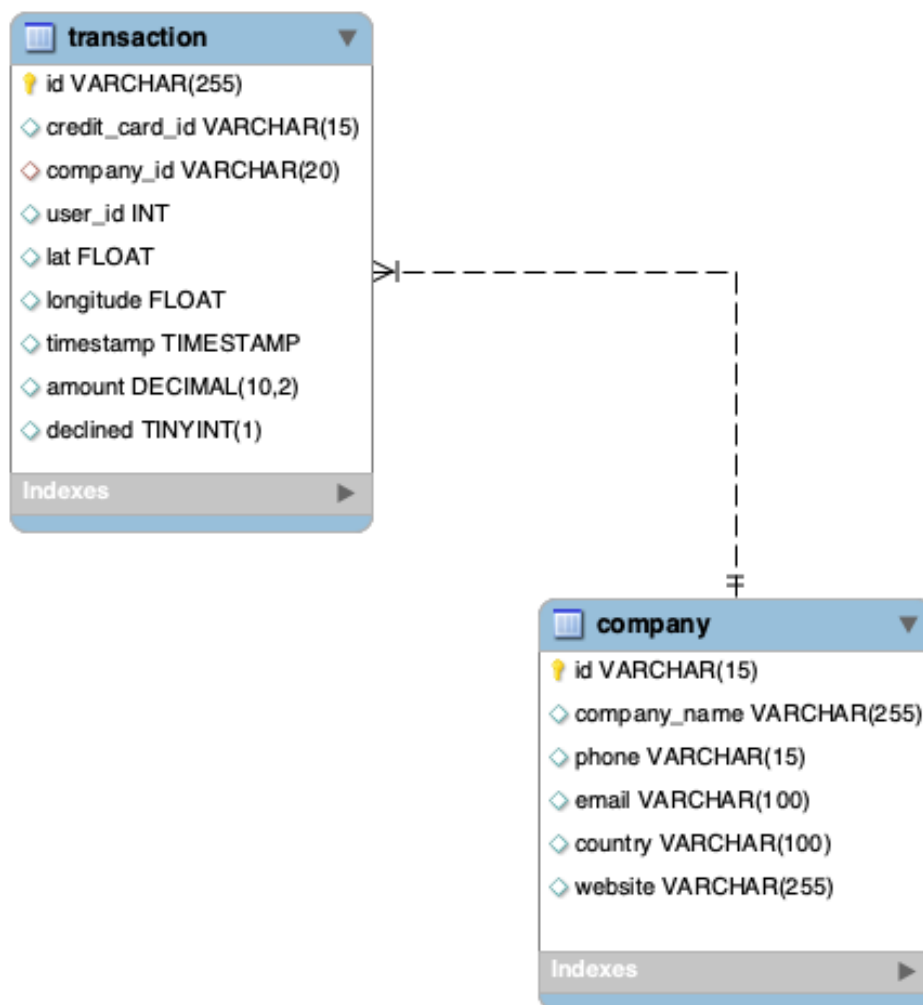 transaction
id VARCHAR(255)
credit_card_id VARCHAR(15)
company_id VARCHAR(20)
user_id INT
lat FLOAT
longitude FLOAT
timestamp TIMESTAMP
amount DECIMAL(10,2)
declined TINYINT(1)
Indexes
company
id VARCHAR(15)
company_name VARCHAR(255)
phone VARCHAR(15)
email VARCHAR(100)
country VARCHAR(100)
website VARCHAR(255)
Indexes